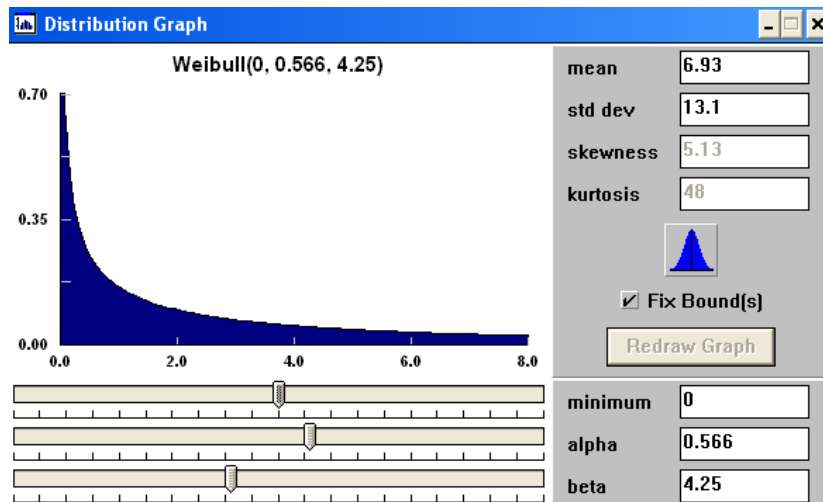 Distribution Graph
Weibull(0, 0.566, 4.25)
0.70
0.35
0.00
0.0 2.0 4.0 6.0 8.0
mean 6.93
std dev 13.1
skewness 5.13
kurtosis 48
Fix Bound(s)
Redraw Graph
minimum 0
alpha 0.566
beta 4.25